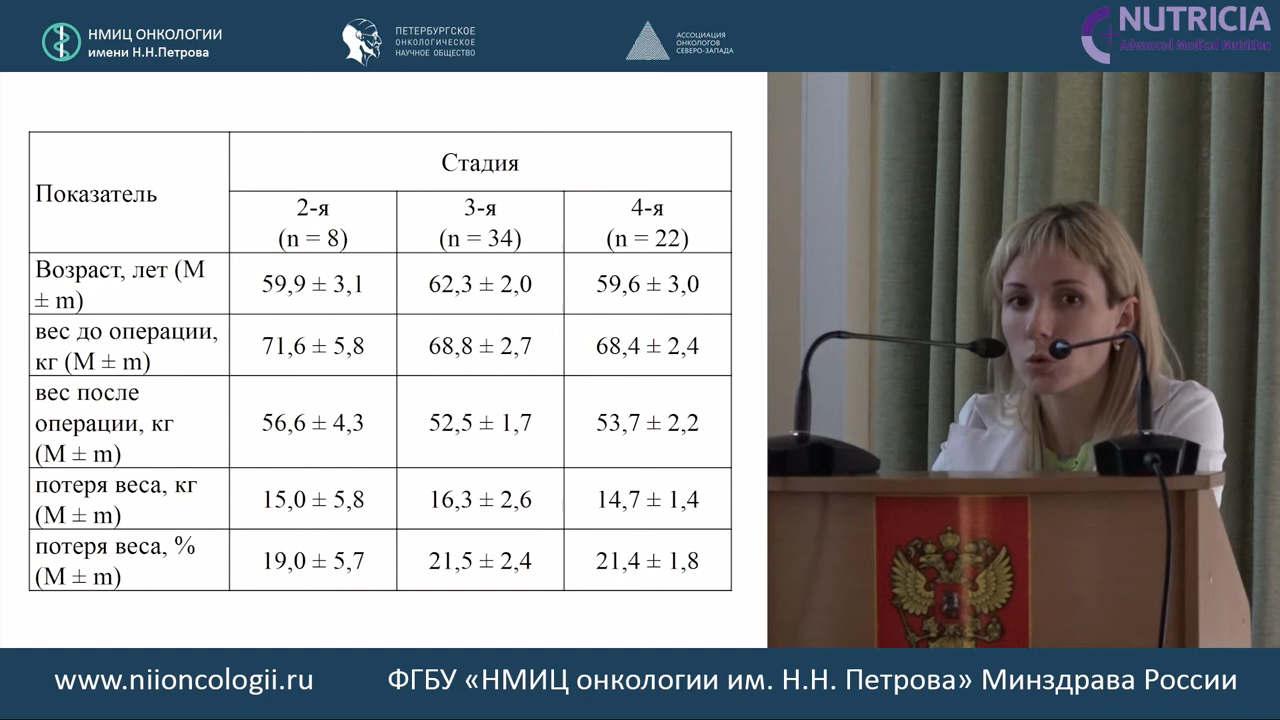 НМИЦ ОНКОЛОГИИ
имени Н.Н.Петрова
ПЕТЕРБУРГСКОЕ
ОНКОЛОГИЧЕСКОЕ
НАУЧНОЕ ОБЩЕСТВО
АССОЦИАЦИЯ
ОНКОЛОГОВ
СЕВЕРО-ЗАПАДА
NUTRICIA
Advanced Medical Nutrition
Показатель
Стадия
2-я
(n = 8)
3-я
(n = 34)
4-я
(n = 22)
Возраст, лет (M
± m)
59,9 ± 3,1
62,3 ± 2,0
59,6 ± 3,0
вес до операции,
кг (M ± m)
71,6 ± 5,8
68,8 ± 2,7
68,4 ± 2,4
вес после
операции, кг
(M ± m)
56,6 ± 4,3
52,5 ± 1,7
53,7 ± 2,2
потеря веса, кг
(M ± m)
15,0 ± 5,8
16,3 ± 2,6
14,7 ± 1,4
потеря веса, %
(M ± m)
19,0 ± 5,7
21,5 ± 2,4
21,4 ± 1,8
www.niioncologii.ru
ФГБУ «НМИЦ онкологии им. Н.Н. Петрова» Минздрава России